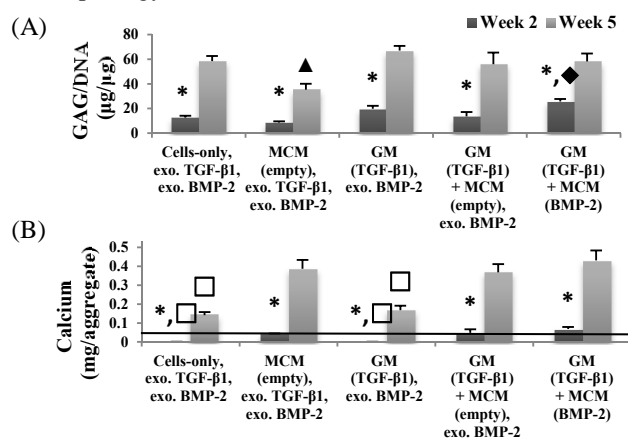 (A)
Week 2 Week 5
GAG/DNA
(μg/μg)
100
80
60
40
20
0
*
* ▲
*
*
*, ◆
Cells-only,
exo. TGF-β1,
exo. BMP-2
MCM
(empty),
exo. TGF-β1,
exo. BMP-2
GM
(TGF-β1),
exo. BMP-2
GM
(TGF-β1)
+ MCM
(empty),
exo. BMP-2
GM
(TGF-β1)
+ MCM
(BMP-2)
(B)
Calcium
(mg/aggregate)
0.5
0.4
0.3
0.2
0.1
0
*,□ □
*
*,□ □
*
*
Cells-only,
exo. TGF-β1,
exo. BMP-2
MCM
(empty),
exo. TGF-β1,
exo. BMP-2
GM
(TGF-β1),
exo. BMP-2
GM
(TGF-β1)
+ MCM
(empty),
exo. BMP-2
GM
(TGF-β1)
+ MCM
(BMP-2)